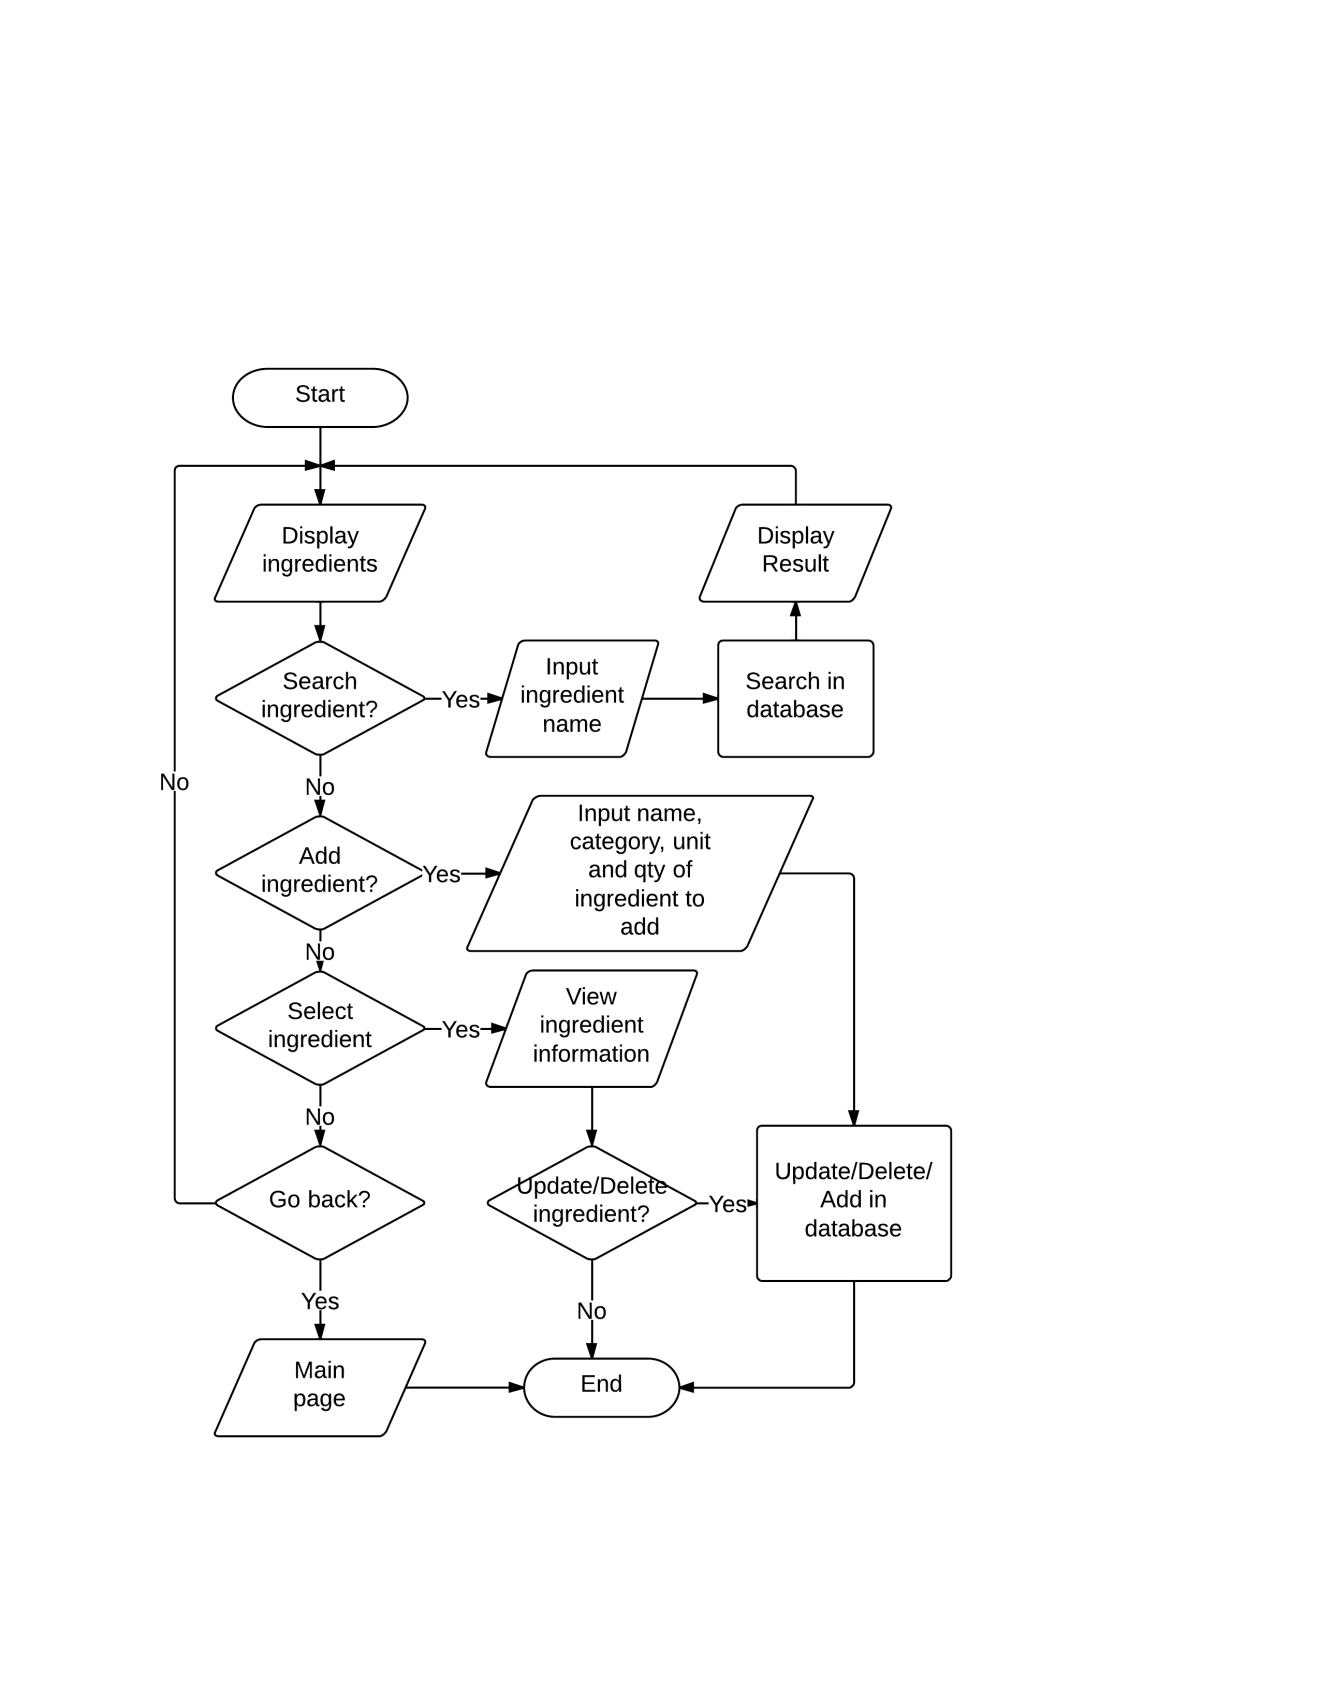 Start
Display
ingredients
Display
Result
Search
ingredient?
Yes
Input
ingredient
name
Search in
database
No
No
Add
ingredient?
Yes
Input name,
category, unit
and qty of
ingredient to
add
No
Select
ingredient
Yes
View
ingredient
information
No
Go back?
Update/Delete
ingredient?
Yes
Update/Delete/
Add in
database
Yes
No
Main
page
End